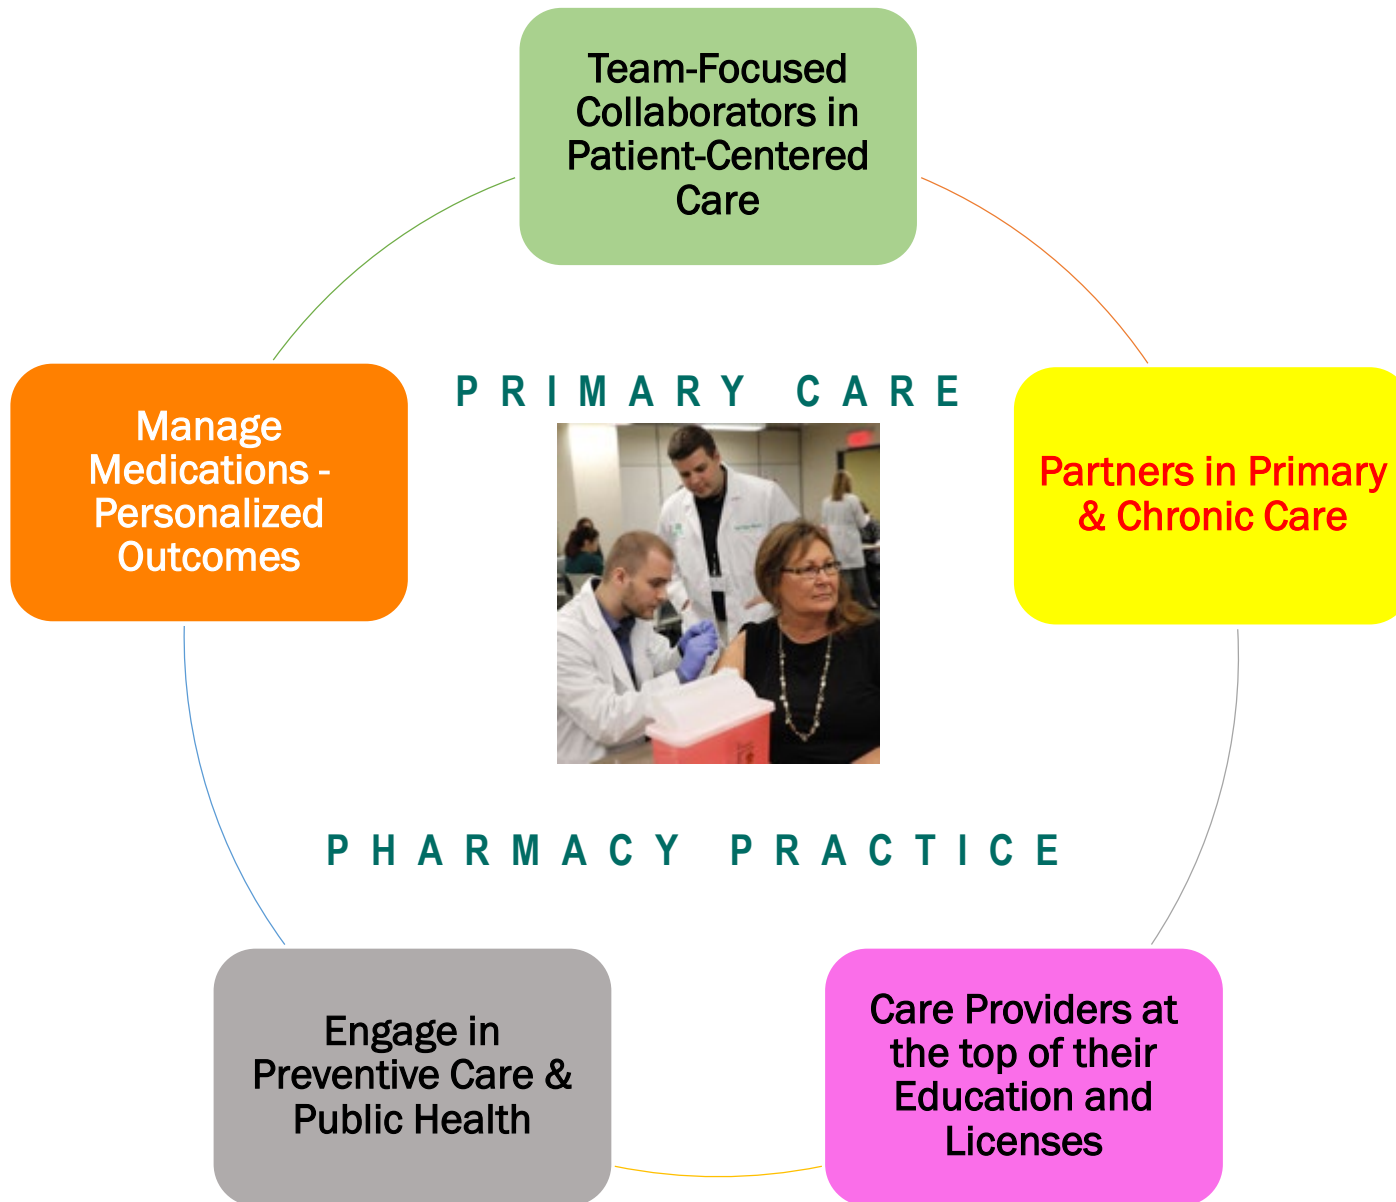 Team-Focused
Collaborators in
Patient-Centered
Care
PRIMARY CARE
Manage
Medications -
Personalized
Outcomes
Partners in Primary
& Chronic Care
PHARMACY PRACTICE
Engage in
Preventive Care &
Public Health
Care Providers at
the top of their
Education and
Licenses